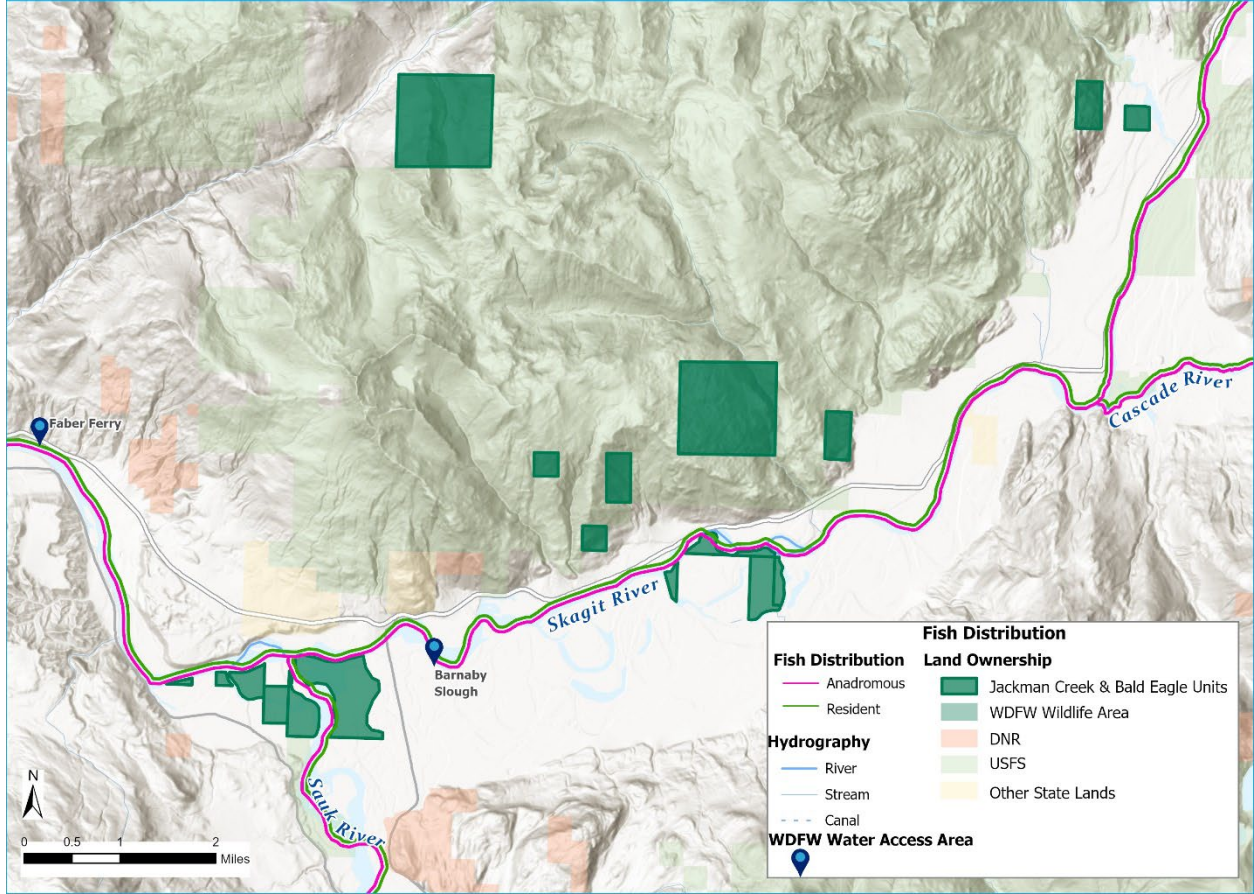 Faber Ferry
Cascade River
Skagit River
Barnaby
Slough
Sauk River
N
0 0.5 1 2
Miles
Fish Distribution
Fish Distribution
Anadromous
Resident
Hydrography
River
Stream
Canal
WDFW Water Access Area
Land Ownership
Jackman Creek & Bald Eagle Units
WDFW Wildlife Area
DNR
USFS
Other State Lands